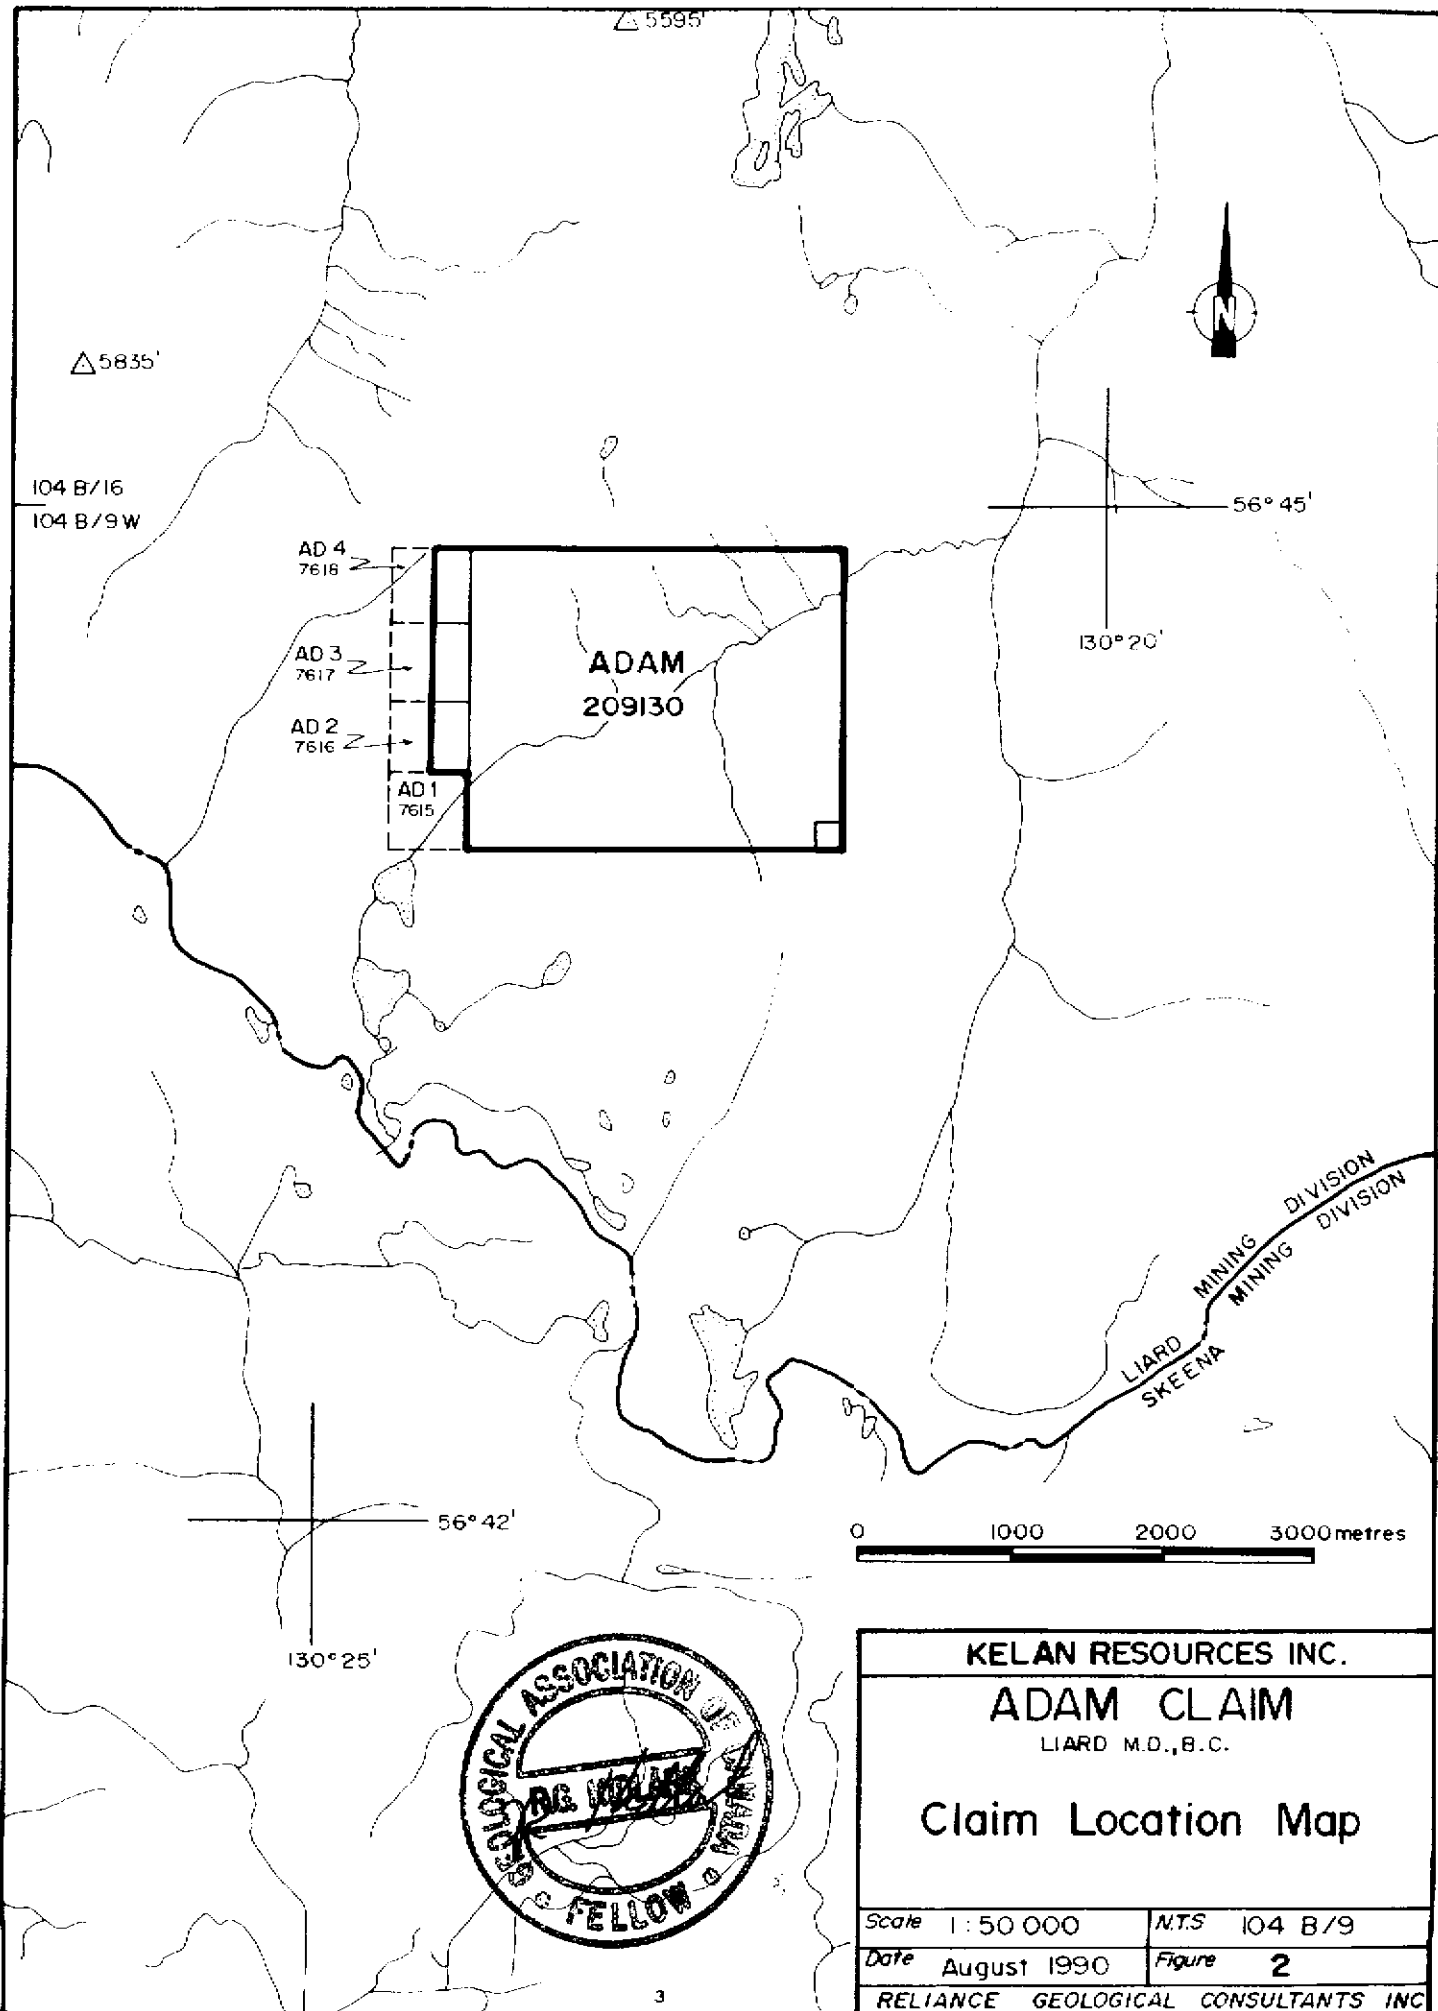 5595'
N
5835'
104 B/16
104 B/9 W
56° 45'
130° 20'
AD 4
7618
AD 3
7617
AD 2
7616
AD 1
7615
ADAM
209130
LIARD MINING DIVISION
SKEENA MINING DIVISION
56° 42'
130° 25'
0 1000 2000 3000 metres
GEOLOGICAL ASSOCIATION OF CANADA
FELLOW
KELAN RESOURCES INC.
ADAM CLAIM
LIARD M.D., B.C.
Claim Location Map
Scale 1 : 50 000
N.T.S 104 B/9
Date August 1990
Figure 2
RELIANCE GEOLOGICAL CONSULTANTS INC
3